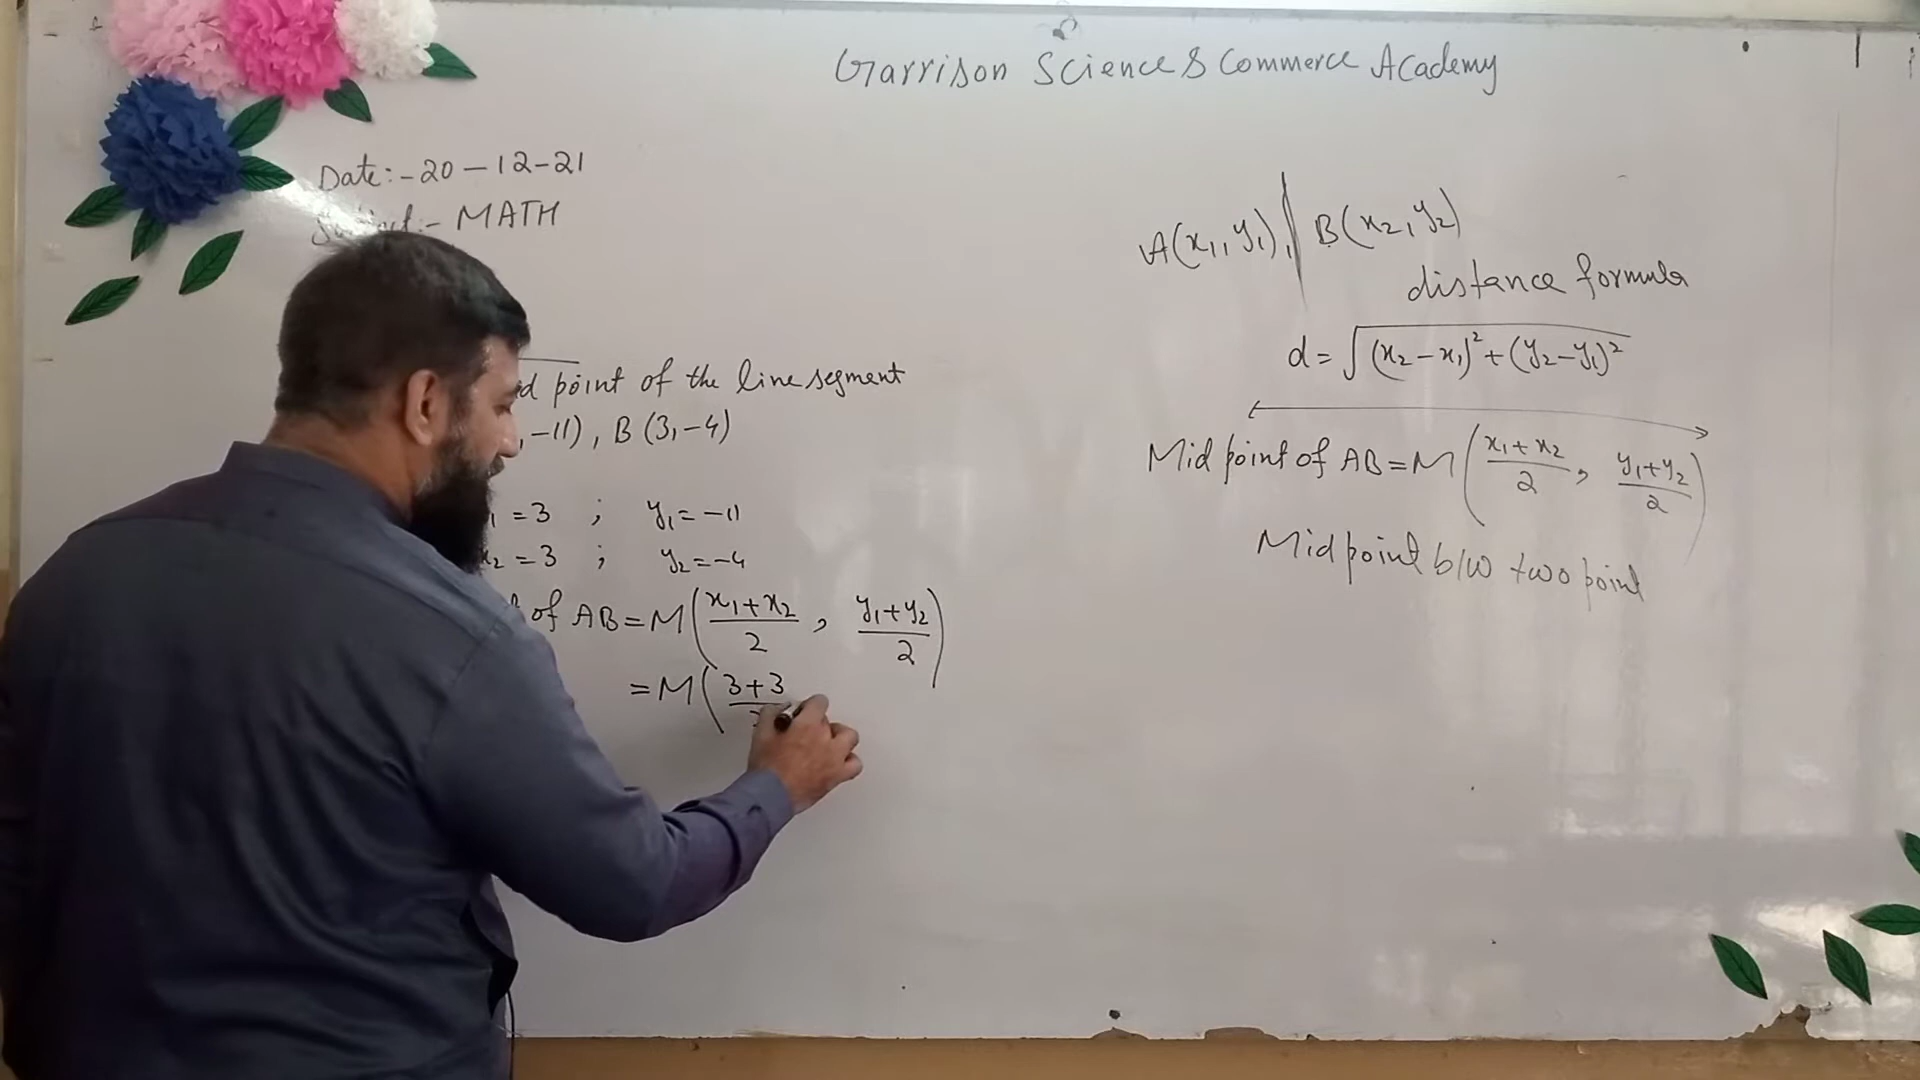 Garrison Science & Commerce Academy
Date:-20-12-21
MATH
point of the line segment
,-11), B(3,-4)
1 = 3 ; y₁ = -11
x₂ = 3 ; y₂ = -4
of AB = M((x₁+x₂)/2 , (y₁+y₂)/2)
= M(3+3
A(x₁,y₁), B(x₂,y₂)
distance formula
d = √((x₂-x₁)²+(y₂-y₁)²)
Mid point of AB = M((x₁+x₂)/2 , (y₁+y₂)/2)
Mid point b/w two point